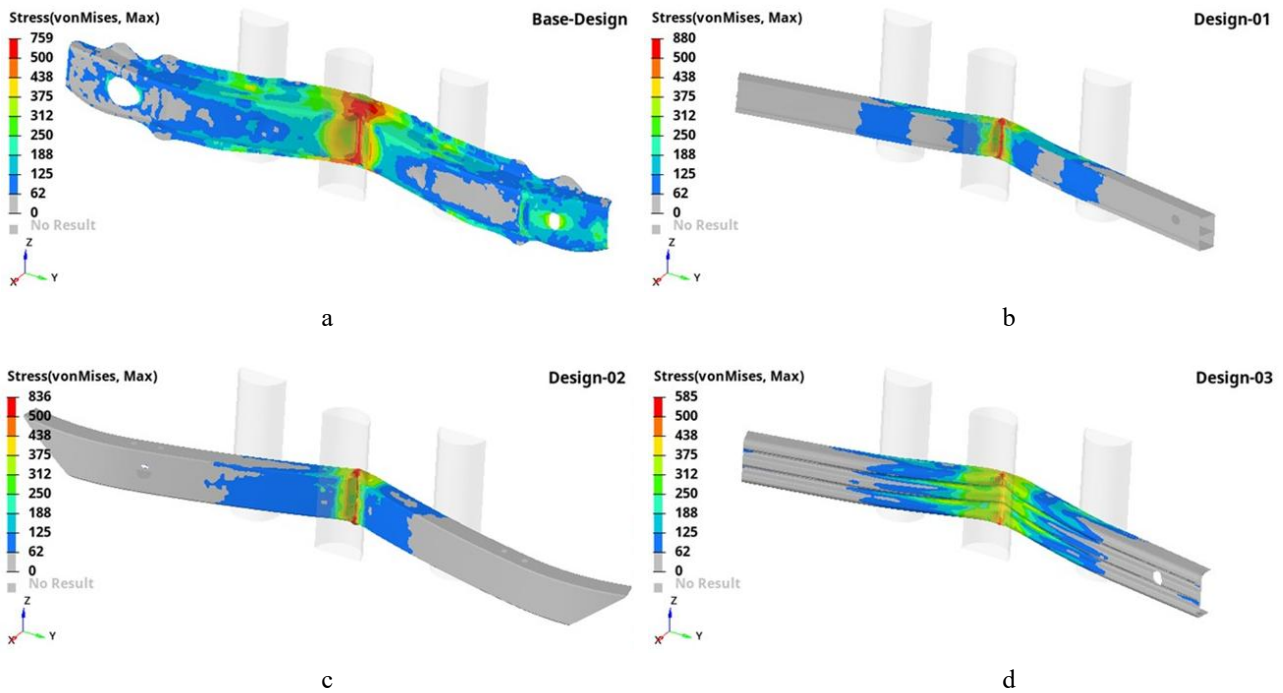 Stress(vonMises, Max)
Base-Design
759
500
438
375
312
250
188
125
62
0
No Result
Z
X
Y
a
Stress(vonMises, Max)
Design-01
880
500
438
375
312
250
188
125
62
0
No Result
Z
X
Y
b
Stress(vonMises, Max)
Design-02
836
500
438
375
312
250
188
125
62
0
No Result
Z
X
Y
c
Stress(vonMises, Max)
Design-03
585
500
438
375
312
250
188
125
62
0
No Result
Z
X
Y
d